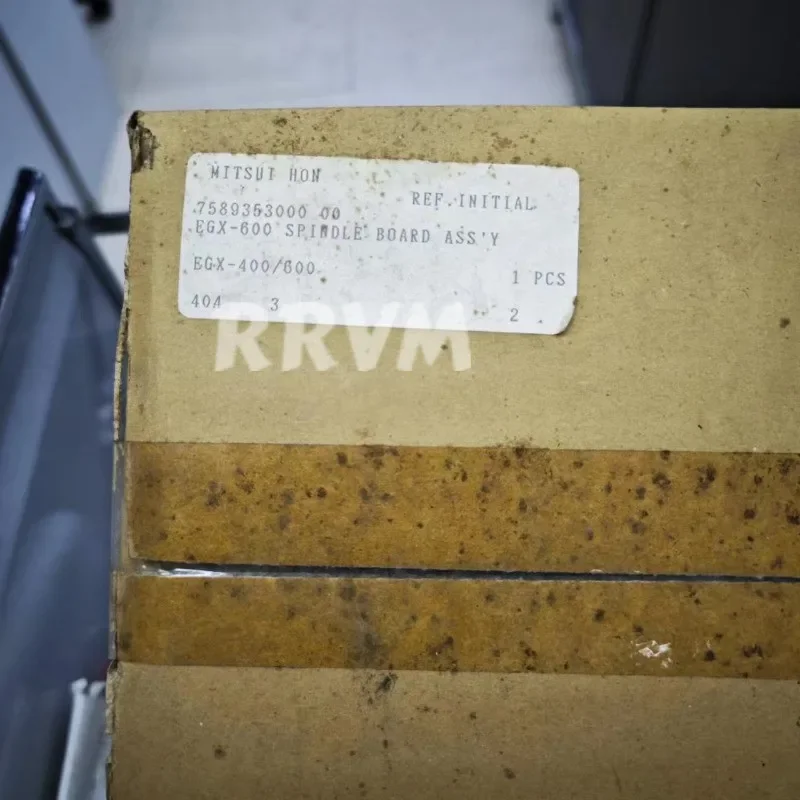 MITSUI HON
REF.INITIAL
7589353000 00
EGX-600 SPINDLE BOARD ASS'Y
EGX-400/600
1 PCS
40A 3
2
RRVM